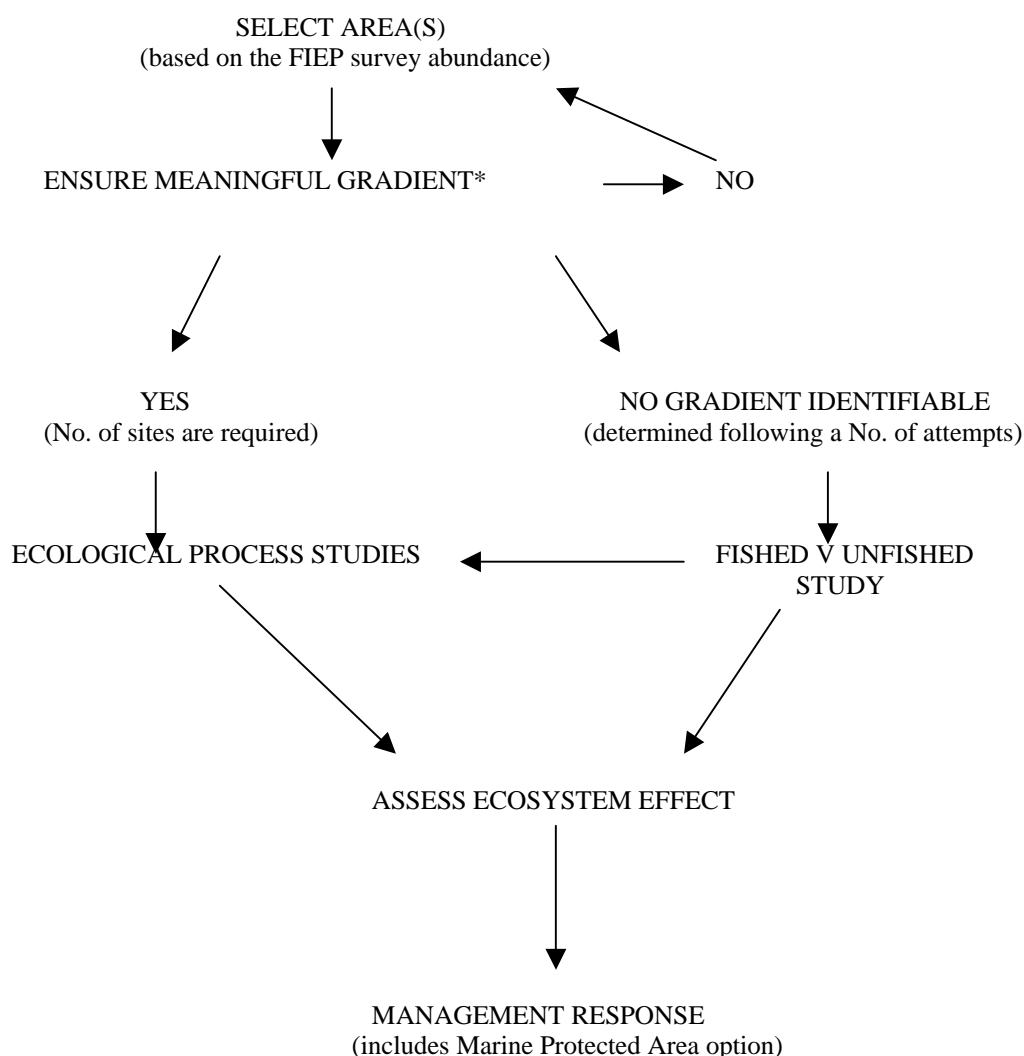 SELECT AREA(S)
(based on the FIEP survey abundance)
ENSURE MEANINGFUL GRADIENT*
NO
YES
(No. of sites are required)
NO GRADIENT IDENTIFIABLE
(determined following a No. of attempts)
ECOLOGICAL PROCESS STUDIES
FISHED V UNFISHED
STUDY
ASSESS ECOSYSTEM EFFECT
MANAGEMENT RESPONSE
(includes Marine Protected Area option)